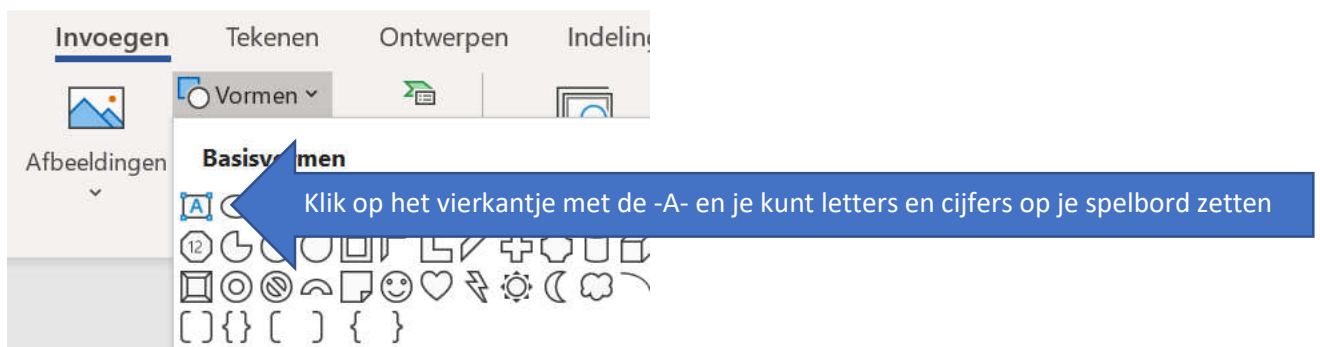 Invoegen Tekenen Ontwerpen
Vormen
Afbeeldingen
Klik op het vierkantje met de -A- en je kunt letters en cijfers op je spelbord zetten
A
12